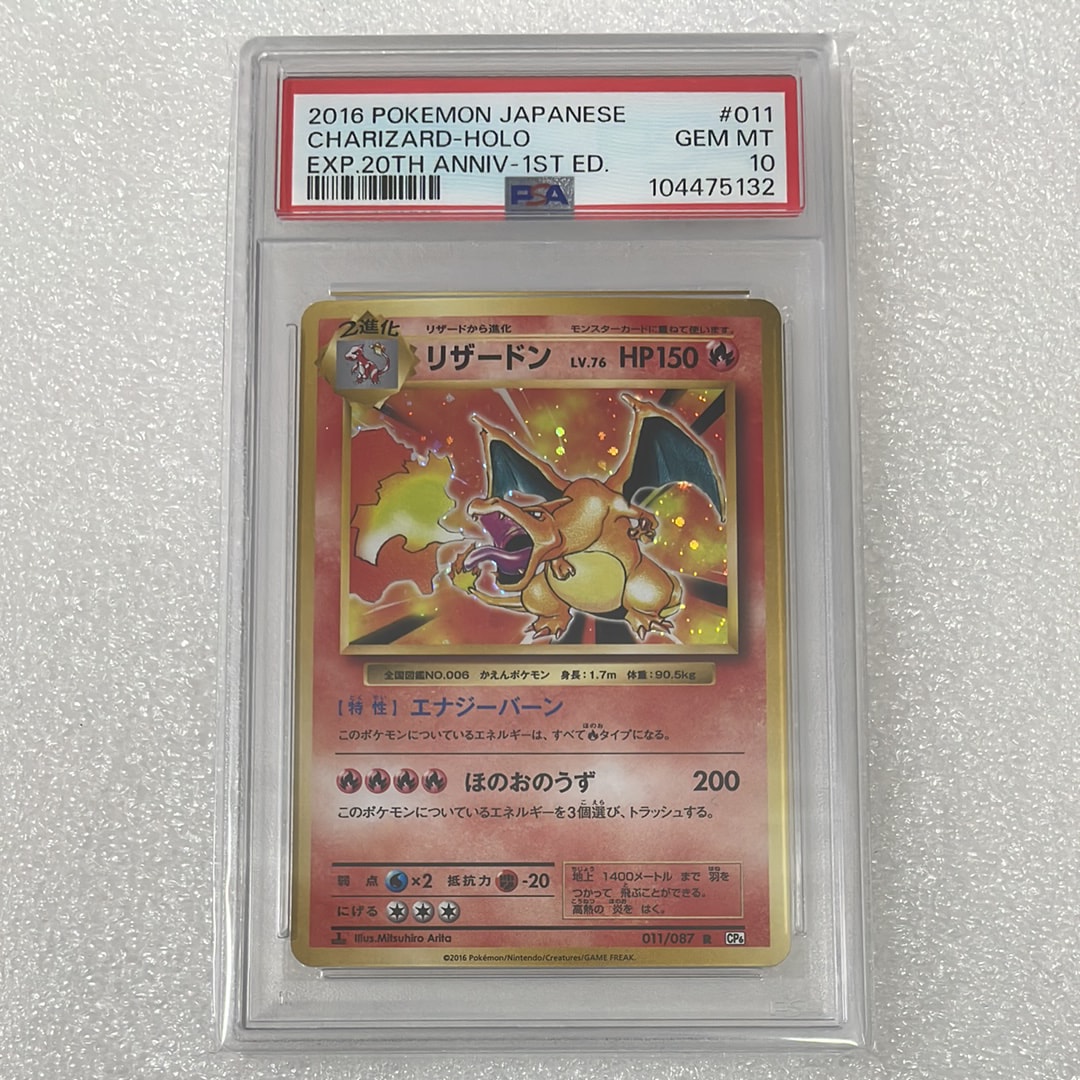 2016 POKEMON JAPANESE #011
CHARIZARD-HOLO GEM MT
EXP.20TH ANNIV-1ST ED. 10
PSA 104475132
2進化 リザードから進化 モンスターカードに重ねて使います。
リザードン LV.76 HP150
全国図鑑NO.006 かえんポケモン 身長:1.7m 体重:90.5kg
[特性] エナジーバーン
このポケモンについているエネルギーは、すべて タイプになる。
ほのおのうず 200
このポケモンについているエネルギーを3個選び、トラッシュする。
弱点 ×2 抵抗力 -20
にげる
地上 1400メートル まで 羽を
つかって 飛ぶことができる。
高熱の 炎を はく。
1 Illus.Mitsuhiro Arita 011/087 R CP6
©2016 Pokémon/Nintendo/Creatures/GAME FREAK.